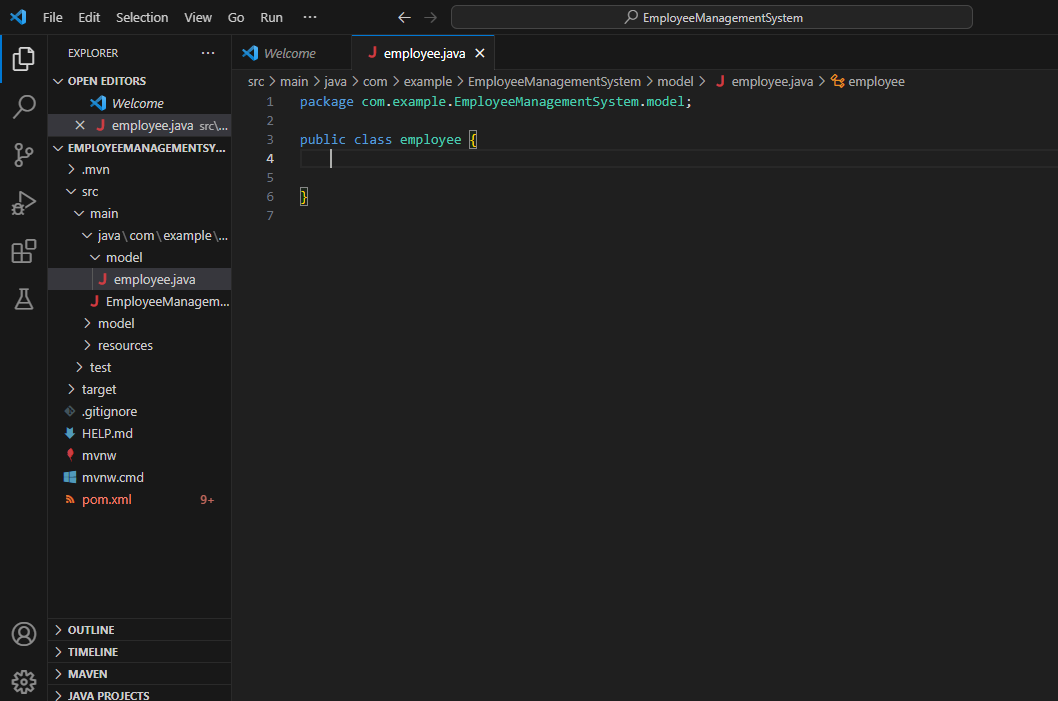 File Edit Selection View Go Run ··· EmployeeManagementSystem
EXPLORER ···
OPEN EDITORS
Welcome
employee.java src\...
EMPLOYEEMANAGEMENTSY...
.mvn
src
main
java\com\example\...
model
employee.java
EmployeeManagem...
model
resources
test
target
.gitignore
HELP.md
mvnw
mvnw.cmd
pom.xml 9+
OUTLINE
TIMELINE
MAVEN
JAVA PROJECTS
Welcome employee.java
src > main > java > com > example > EmployeeManagementSystem > model > employee.java > employee
1 package com.example.EmployeeManagementSystem.model;
2
3 public class employee {
4
5
6 }
7